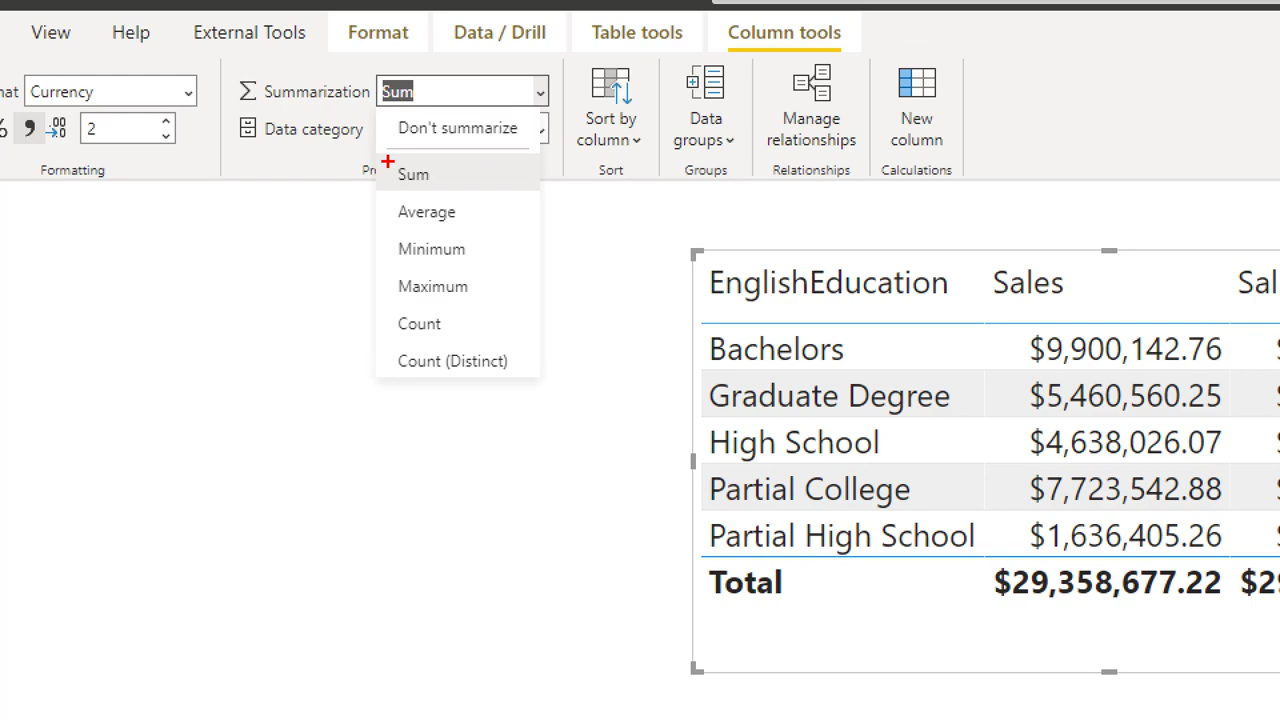 View Help External Tools Format Data / Drill Table tools Column tools
Currency
Summarization Sum
2
Data category
Don't summarize
Sum
Average
Minimum
Maximum
Count
Count (Distinct)
Sort by column
Data groups
Manage relationships
New column
Formatting
Sort Groups Relationships Calculations
EnglishEducation Sales
Bachelors $9,900,142.76
Graduate Degree $5,460,560.25
High School $4,638,026.07
Partial College $7,723,542.88
Partial High School $1,636,405.26
Total $29,358,677.22